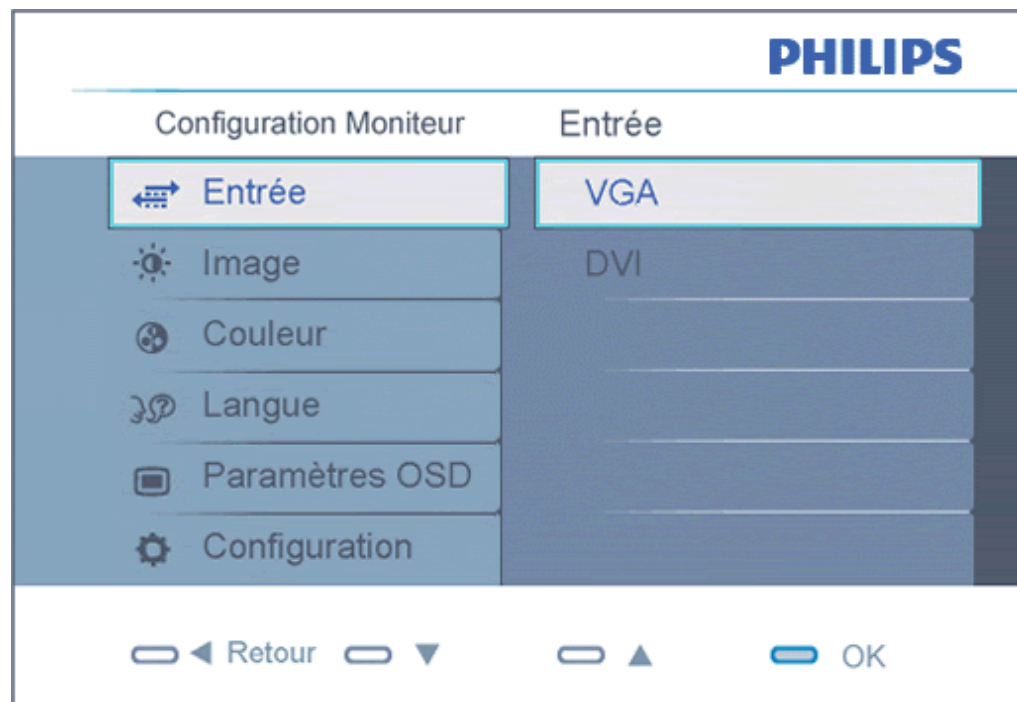 PHILIPS
Configuration Moniteur Entrée
Entrée VGA
Image DVI
Couleur
Langue
Paramètres OSD
Configuration
Retour OK